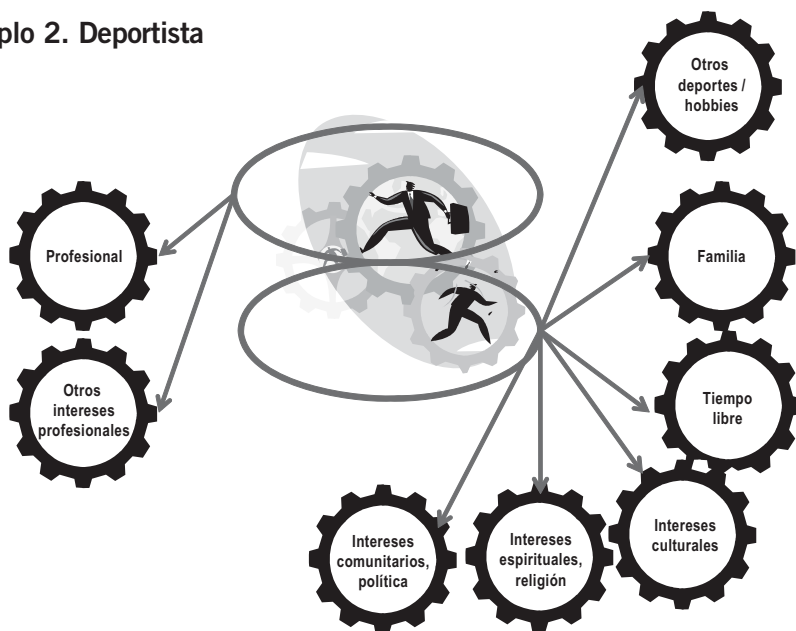 plo 2. Deportista
Otros
deportes /
hobbies
Profesional
Familia
Otros
intereses
profesionales
Tiempo
libre
Intereses
comunitarios,
política
Intereses
espirituales,
religión
Intereses
culturales